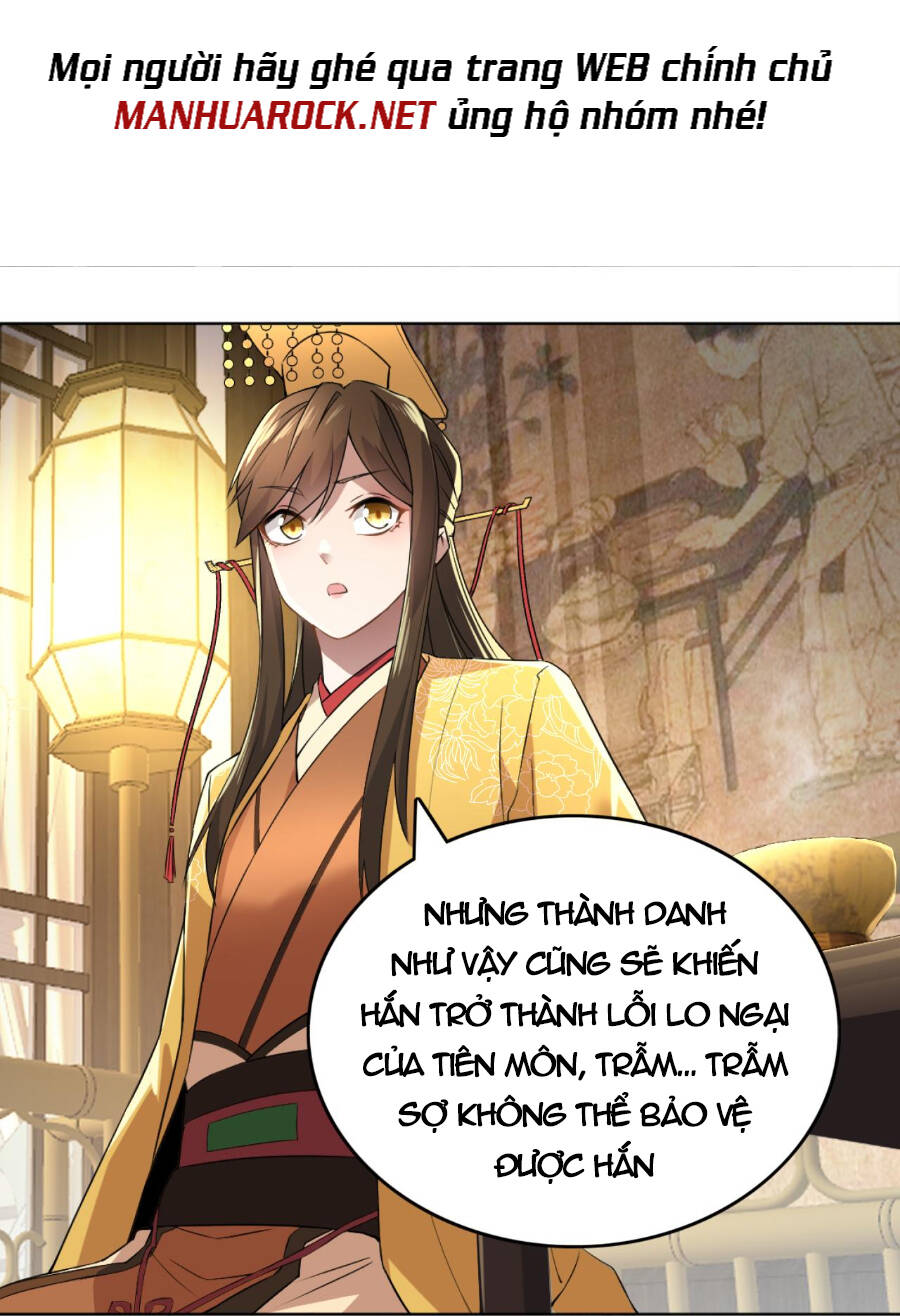 Mọi người hãy ghé qua trang WEB chính chủ
MANHUAROCK.NET ủng hộ nhóm nhé!
NHƯNG THÀNH DANH
NHƯ VẬY CŨNG SẼ KHIẾN
HẮN TRỞ THÀNH LỖI LO NGẠI
CỦA TIÊN MÔN, TRẪM... TRẪM
SỢ KHÔNG THỂ BẢO VỆ
ĐƯỢC HẮN